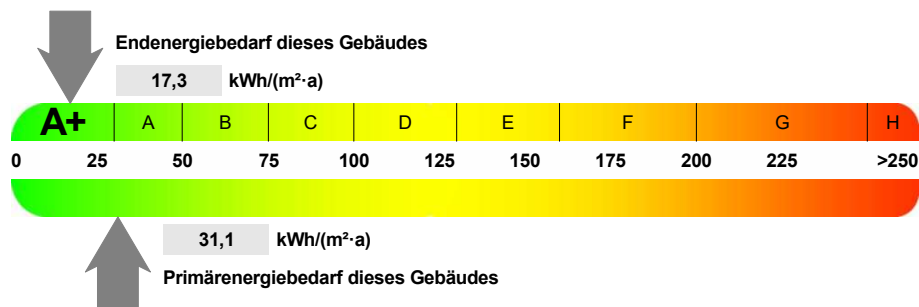 Endenergiebedarf dieses Gebäudes
17,3 kWh/(m²·a)
A+ A B C D E F G H
0 25 50 75 100 125 150 175 200 225 >250
31,1 kWh/(m²·a)
Primärenergiebedarf dieses Gebäudes